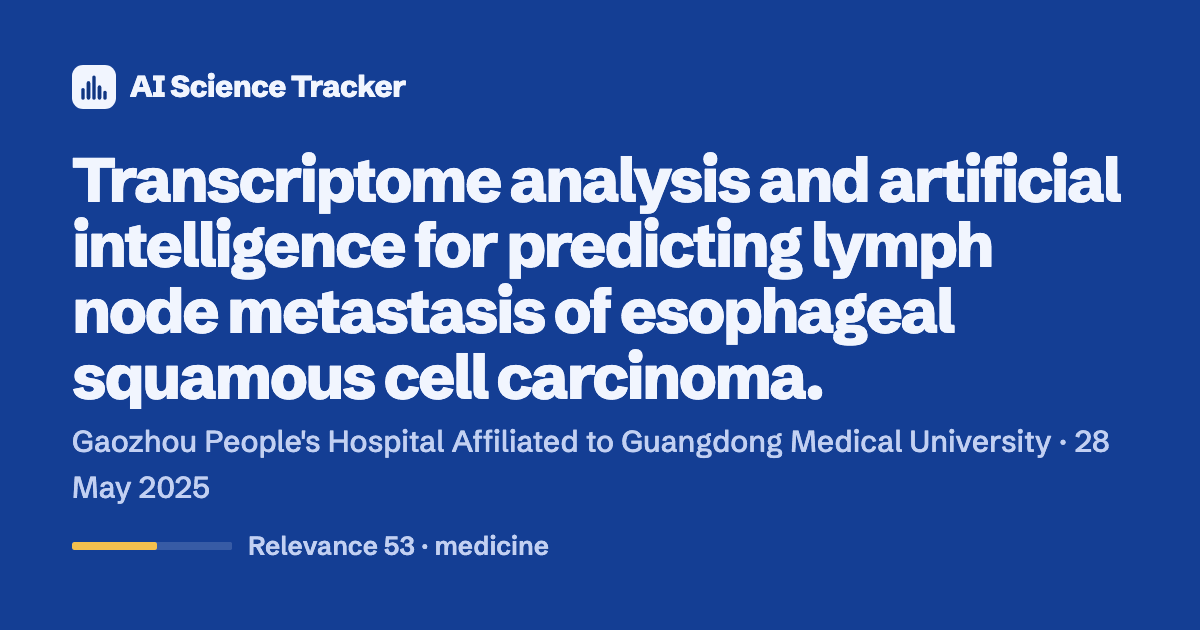 AI Science Tracker
Transcriptome analysis and artificial
intelligence for predicting lymph
node metastasis of esophageal
squamous cell carcinoma.
Gaozhou People's Hospital Affiliated to Guangdong Medical University · 28
May 2025
Relevance 53 · medicine